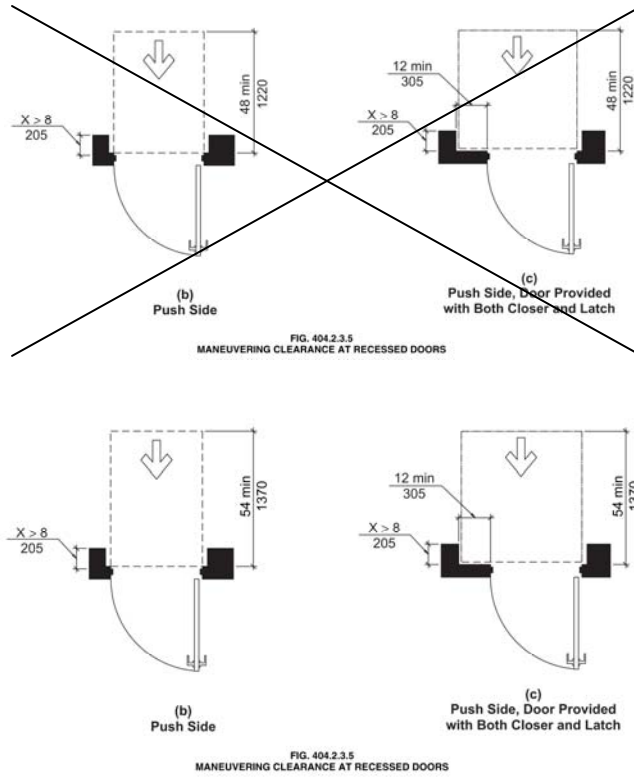 48 min
1220
X > 8
205
(b)
Push Side
12 min
305
X > 8
205
48 min
1220
(c)
Push Side, Door Provided
with Both Closer and Latch
FIG. 404.2.3.5
MANEUVERING CLEARANCE AT RECESSED DOORS
54 min
1370
X > 8
205
(b)
Push Side
12 min
305
X > 8
205
54 min
1370
(c)
Push Side, Door Provided
with Both Closer and Latch
FIG. 404.2.3.5
MANEUVERING CLEARANCE AT RECESSED DOORS